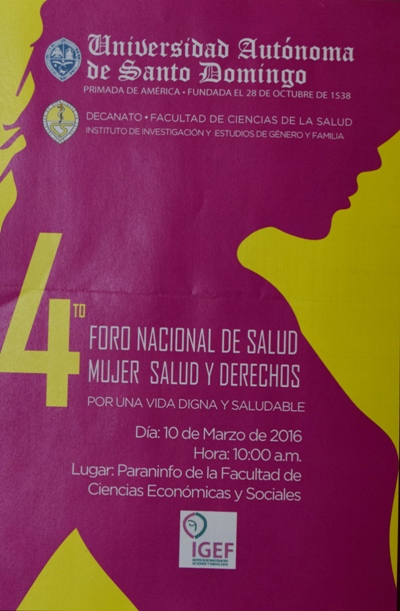 Universidad Autónoma
de Santo Domingo
PRIMADA DE AMÉRICA • FUNDADA EL 28 DE OCTUBRE DE 1538
DECANATO • FACULTAD DE CIENCIAS DE LA SALUD
INSTITUTO DE INVESTIGACIÓN Y ESTUDIOS DE GÉNERO Y FAMILIA
4TO
FORO NACIONAL DE SALUD
MUJER SALUD Y DERECHOS
POR UNA VIDA DIGNA Y SALUDABLE
Día: 10 de Marzo de 2016
Hora: 10:00 a.m.
Lugar: Paraninfo de la Facultad de
Ciencias Económicas y Sociales
IGEF